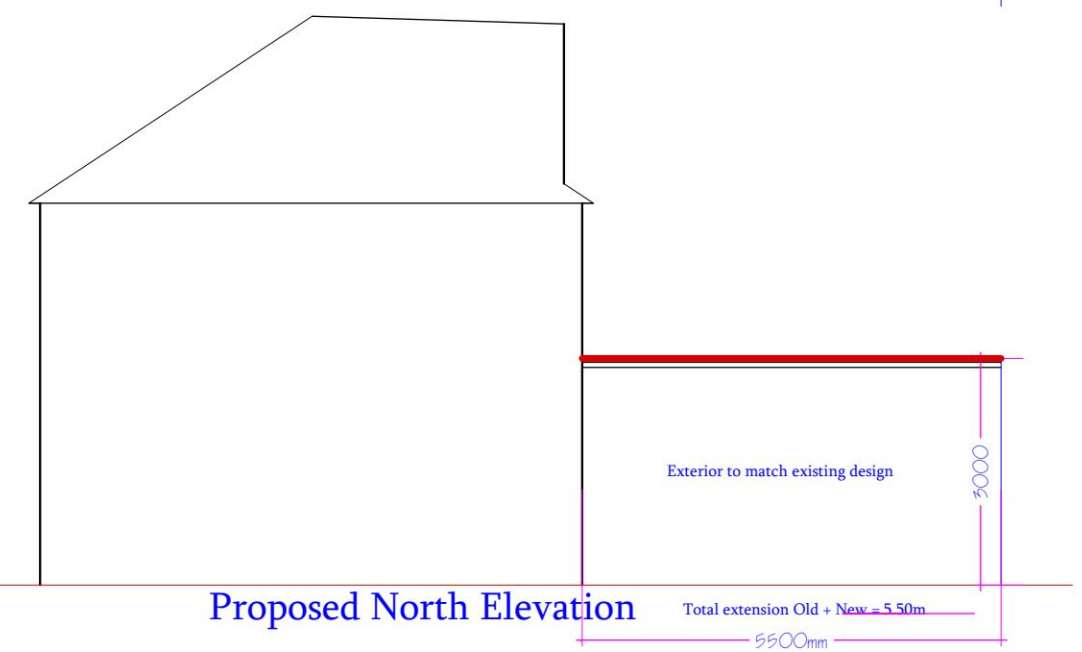 Exterior to match existing design
3000
Proposed North Elevation
Total extension Old + New = 5.50m
5500mm